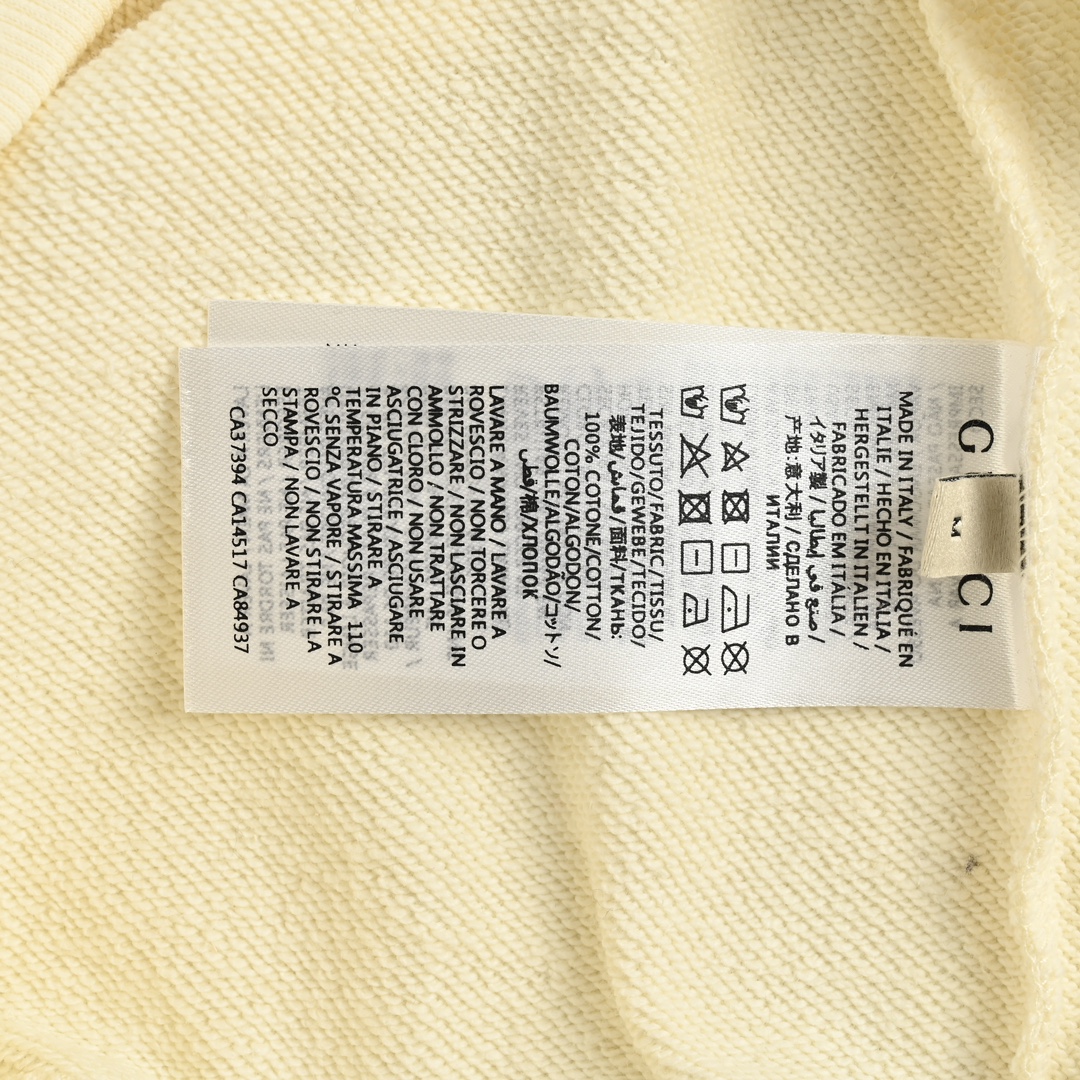 G CI
M
MADE IN ITALY / FABRIQUÉ EN
ITALIE / HECHO EN ITALIA /
HERGESTELLT IN ITALIEN /
FABRICADO EM ITÁLIA /
イタリア製 / صنع في إيطاليا /
产地:意大利 / СДЕЛАНО В
ИТАЛИИ
TESSUTO/FABRIC/TISSU/
TEJIDO/GEWEBE/TECIDO/
表地/قماش/面料/ТКАНЬ:
100% COTONE/COTTON/
COTON/ALGODÓN/
BAUMWOLLE/ALGODÃO/コットン/
قطن/棉/ХЛОПОК
LAVARE A MANO / LAVARE A
ROVESCIO / NON TORCERE O
STRIZZARE / NON LASCIARE IN
AMMOLLO / NON TRATTARE
CON CLORO / NON USARE
ASCIUGATRICE / ASCIUGARE
IN PIANO / STIRARE A
TEMPERATURA MASSIMA 110
°C SENZA VAPORE / STIRARE A
ROVESCIO / NON STIRARE LA
STAMPA / NON LAVARE A
SECCO
CA37394 CA14517 CA84937